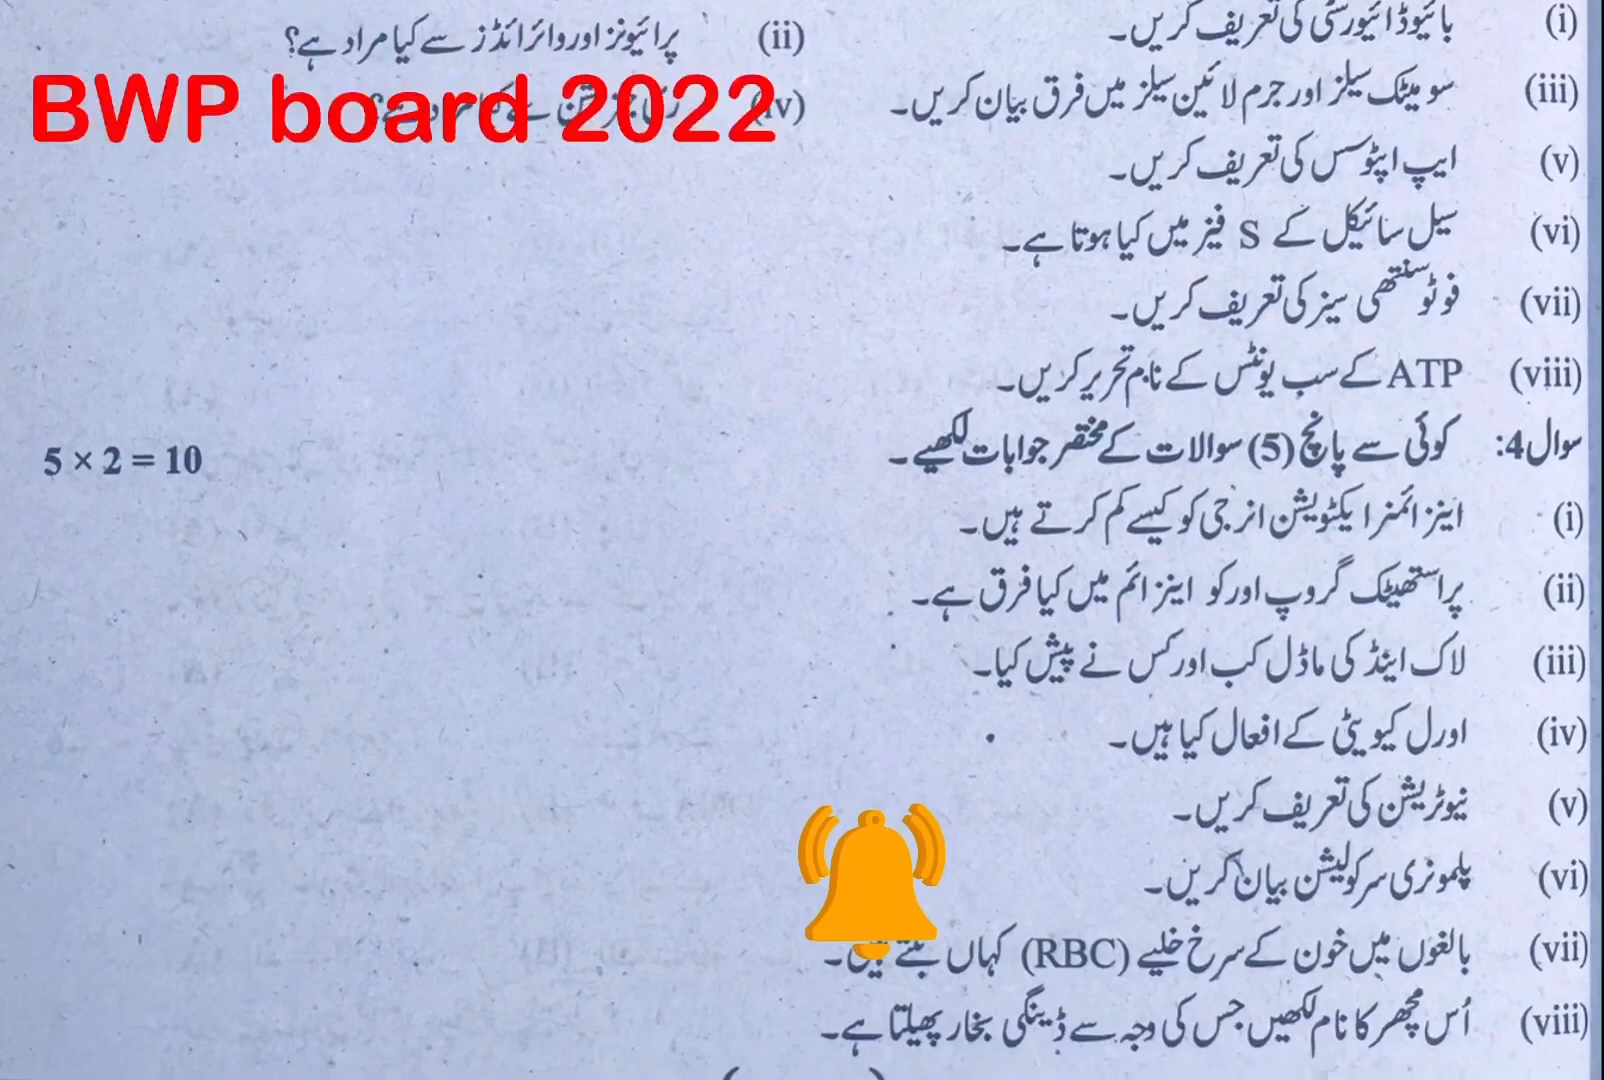 (i) بائیوڈائیورسٹی کی تعریف کریں۔ (ii) پرائیونز اور وائرائڈز سے کیا مراد ہے؟
(iii) سومیٹک سیلز اور جرم لائین سیلز میں فرق بیان کریں۔ (iv)
BWP board 2022
(v) ایپ اپٹوسس کی تعریف کریں۔
(vi) سیل سائیکل کے S فیز میں کیا ہوتا ہے۔
(vii) فوٹوسنتھی سیز کی تعریف کریں۔
(viii) ATP کے سب یونٹس کے نام تحریر کریں۔
سوال 4: کوئی سے پانچ (5) سوالات کے مختصر جوابات لکھیے۔ 5 × 2 = 10
(i) اینزائمنز ایکٹویشن انرجی کو کیسے کم کرتے ہیں۔
(ii) پراستھیٹک گروپ اور کو اینزائم میں کیا فرق ہے۔
(iii) لاک اینڈ کی ماڈل کب اور کس نے پیش کیا۔
(iv) اورل کیویٹی کے افعال کیا ہیں۔
(v) نیوٹریشن کی تعریف کریں۔
(vi) پلمونری سرکولیشن بیان کریں۔
(vii) بالغوں میں خون کے سرخ خلیے (RBC) کہاں بنتے ہیں۔
(viii) اُس مچھر کا نام لکھیں جس کی وجہ سے ڈینگی بخار پھیلتا ہے۔